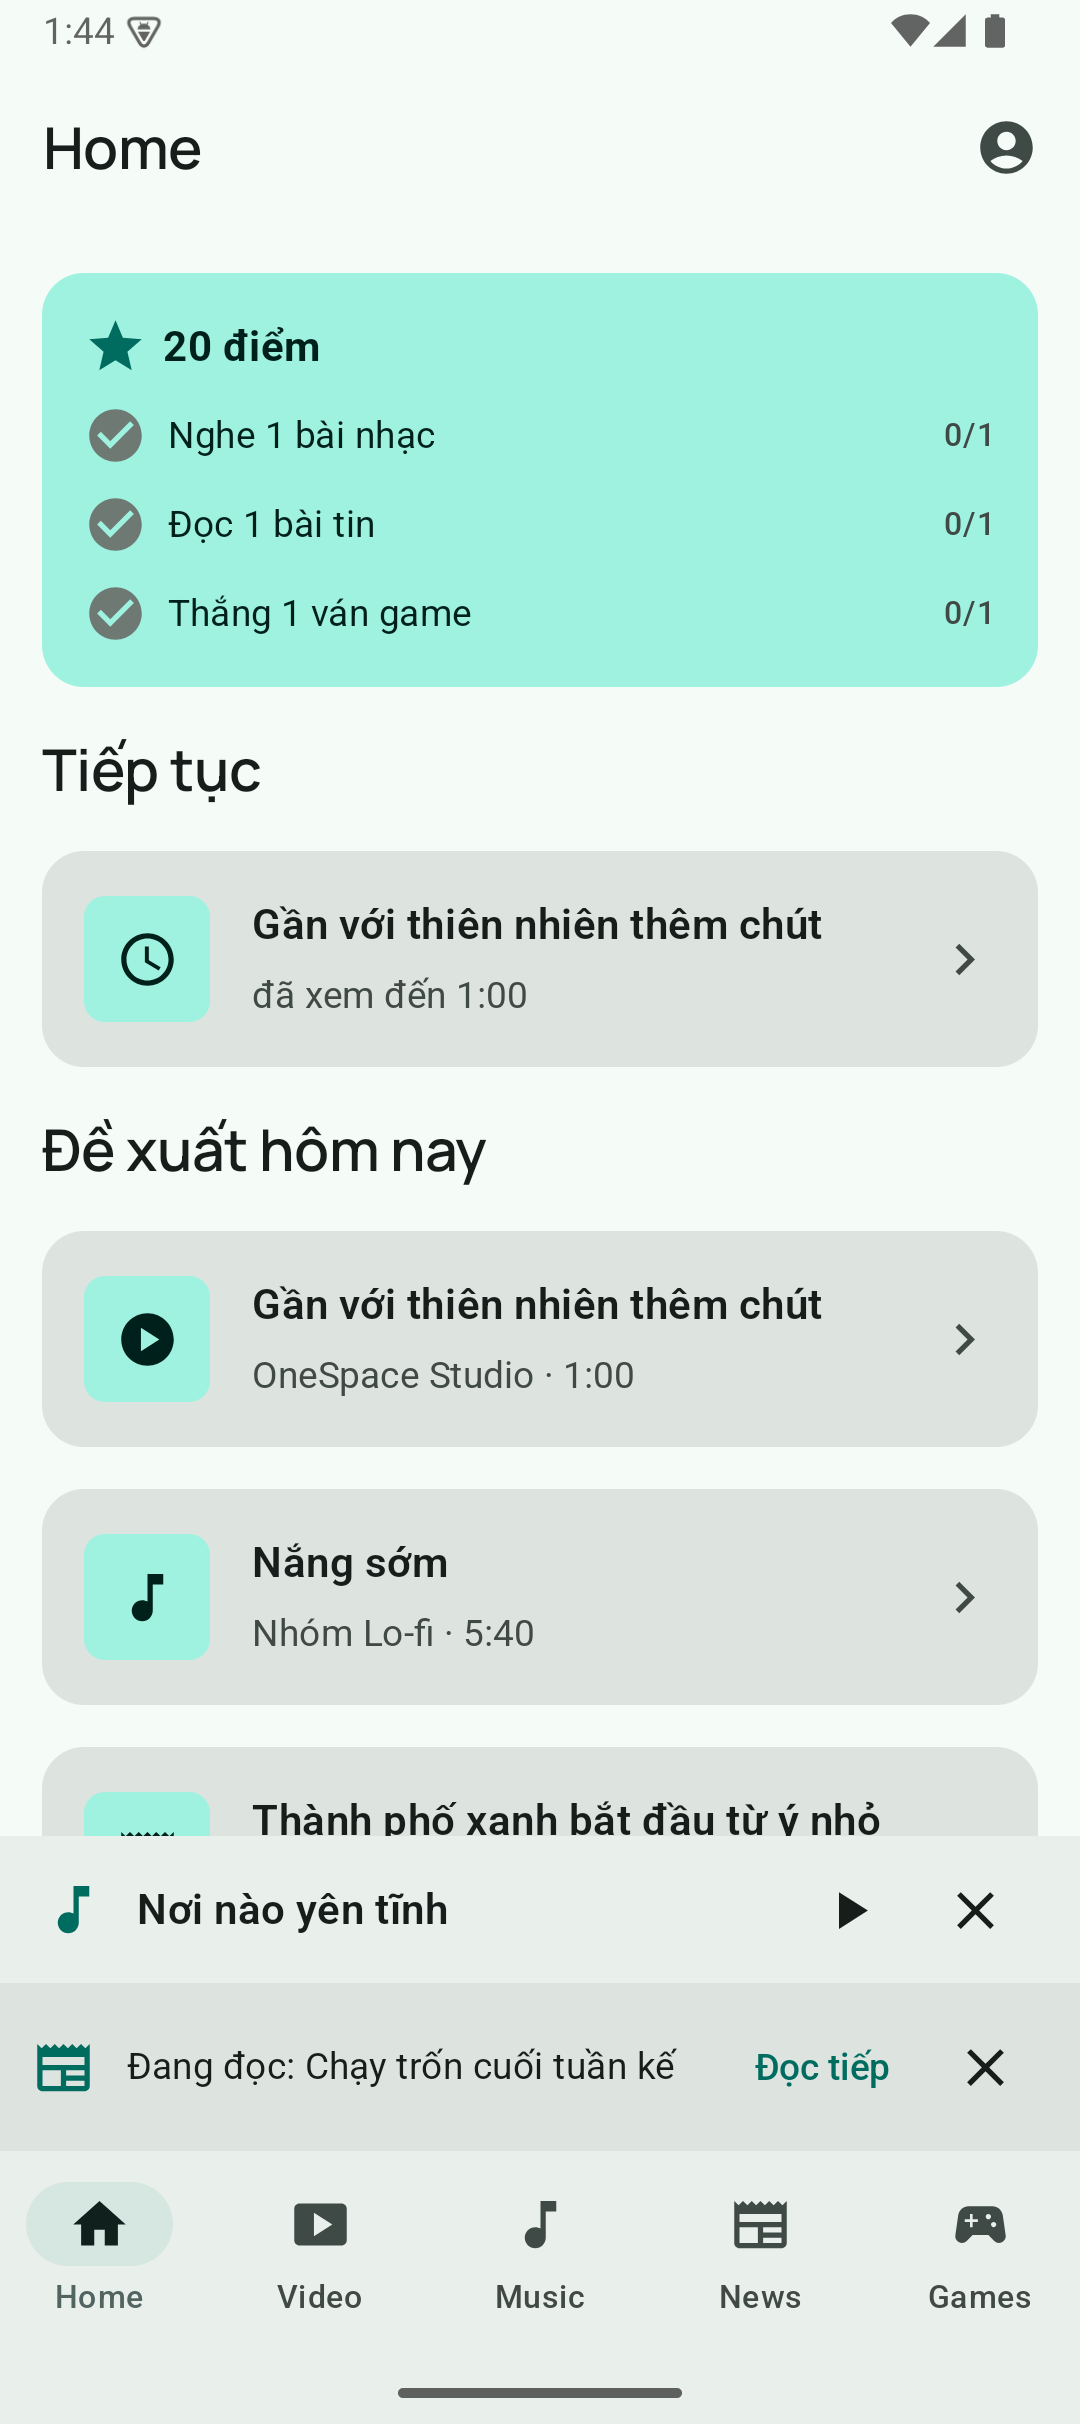 1:44
Home
20 điểm
Nghe 1 bài nhạc
0/1
Đọc 1 bài tin
0/1
Thắng 1 ván game
0/1
Tiếp tục
Gần với thiên nhiên thêm chút
đã xem đến 1:00
Đề xuất hôm nay
Gần với thiên nhiên thêm chút
OneSpace Studio · 1:00
Nắng sớm
Nhóm Lo-fi · 5:40
Thành phố xanh bắt đầu từ ý nhỏ
Nơi nào yên tĩnh
Đang đọc: Chạy trốn cuối tuần kế
Đọc tiếp
Home
Video
Music
News
Games